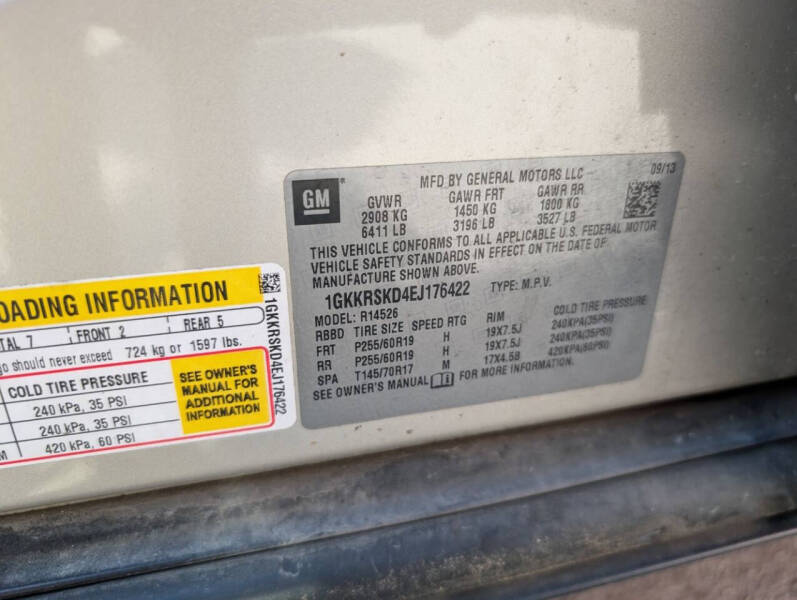 GM
MFD BY GENERAL MOTORS LLC
09/13
GVWR GAWR FRT GAWR RR
2908 KG 1450 KG 1800 KG
6411 LB 3196 LB 3527 LB
THIS VEHICLE CONFORMS TO ALL APPLICABLE U.S. FEDERAL MOTOR
VEHICLE SAFETY STANDARDS IN EFFECT ON THE DATE OF
MANUFACTURE SHOWN ABOVE.
1GKKRSKD4EJ176422 TYPE: M.P.V.
MODEL: R14526
RBBD TIRE SIZE SPEED RTG RIM COLD TIRE PRESSURE
FRT P255/60R19 H 19X7.5J 240KPA(35PSI)
RR P255/60R19 H 19X7.5J 240KPA(35PSI)
SPA T145/70R17 M 17X4.5B 420KPA(60PSI)
SEE OWNER'S MANUAL FOR MORE INFORMATION.
OADING INFORMATION
TAL 7 FRONT 2 REAR 5
go should never exceed 724 kg or 1597 lbs.
COLD TIRE PRESSURE
240 kPa, 35 PSI
240 kPa, 35 PSI
M 420 kPa, 60 PSI
SEE OWNER'S
MANUAL FOR
ADDITIONAL
INFORMATION
1GKKRSKD4EJ176422